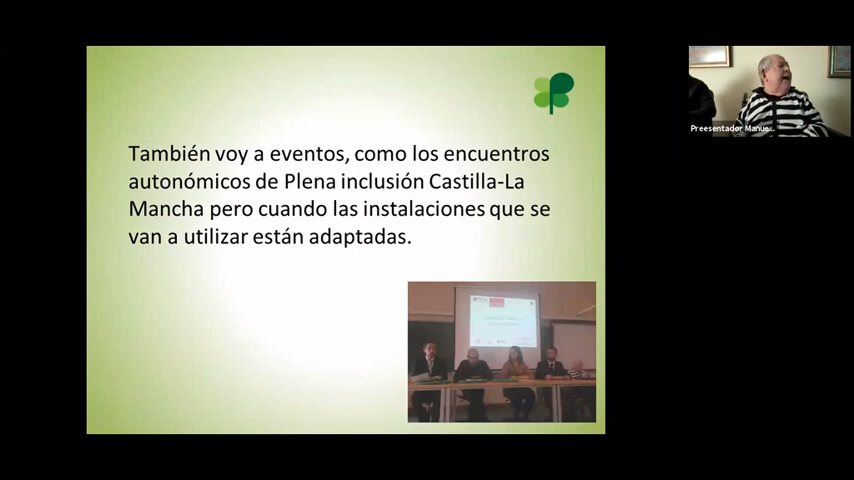 También voy a eventos, como los encuentros
autonómicos de Plena inclusión Castilla-La
Mancha pero cuando las instalaciones que se
van a utilizar están adaptadas.
Preesentador Manue...